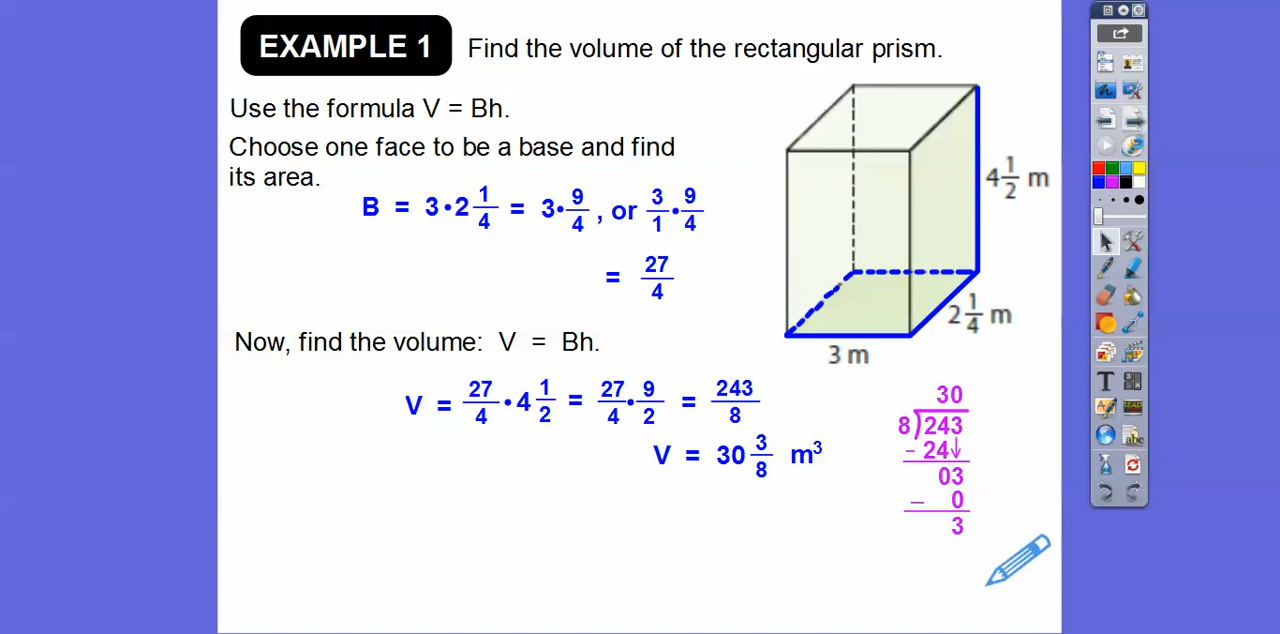 EXAMPLE 1 Find the volume of the rectangular prism.
Use the formula V = Bh.
Choose one face to be a base and find
its area.
B = 3•2 1/4 = 3•9/4 , or 3/1•9/4
= 27/4
Now, find the volume: V = Bh.
V = 27/4 • 4 1/2 = 27/4•9/2 = 243/8
V = 30 3/8 m³
4 1/2 m
2 1/4 m
3 m
30
8)243
- 24↓
03
- 0
3
T
abc